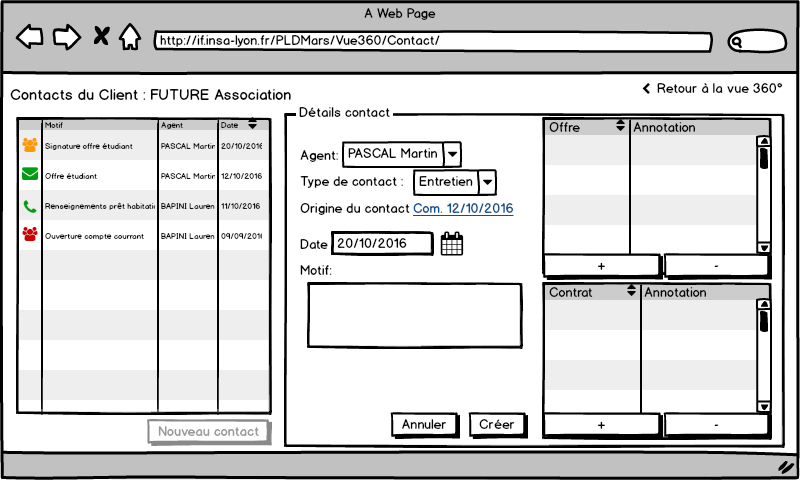 A Web Page
http://if.insa-lyon.fr/PLDMars/Vue360/Contact/
Contacts du Client : FUTURE Association
Retour à la vue 360°
Motif Agent Date
Signature offre étudiant PASCAL Martin 20/10/2016
Offre étudiant PASCAL Martin 12/10/2016
Renseignements prêt habitati BAPINI Lauren 11/10/2016
Ouverture compte courrant BAPINI Lauren 09/09/2016
Nouveau contact
Détails contact
Agent: PASCAL Martin
Type de contact : Entretien
Origine du contact Com. 12/10/2016
Date 20/10/2016
Motif:
Annuler Créer
Offre Annotation
+ -
Contrat Annotation
+ -